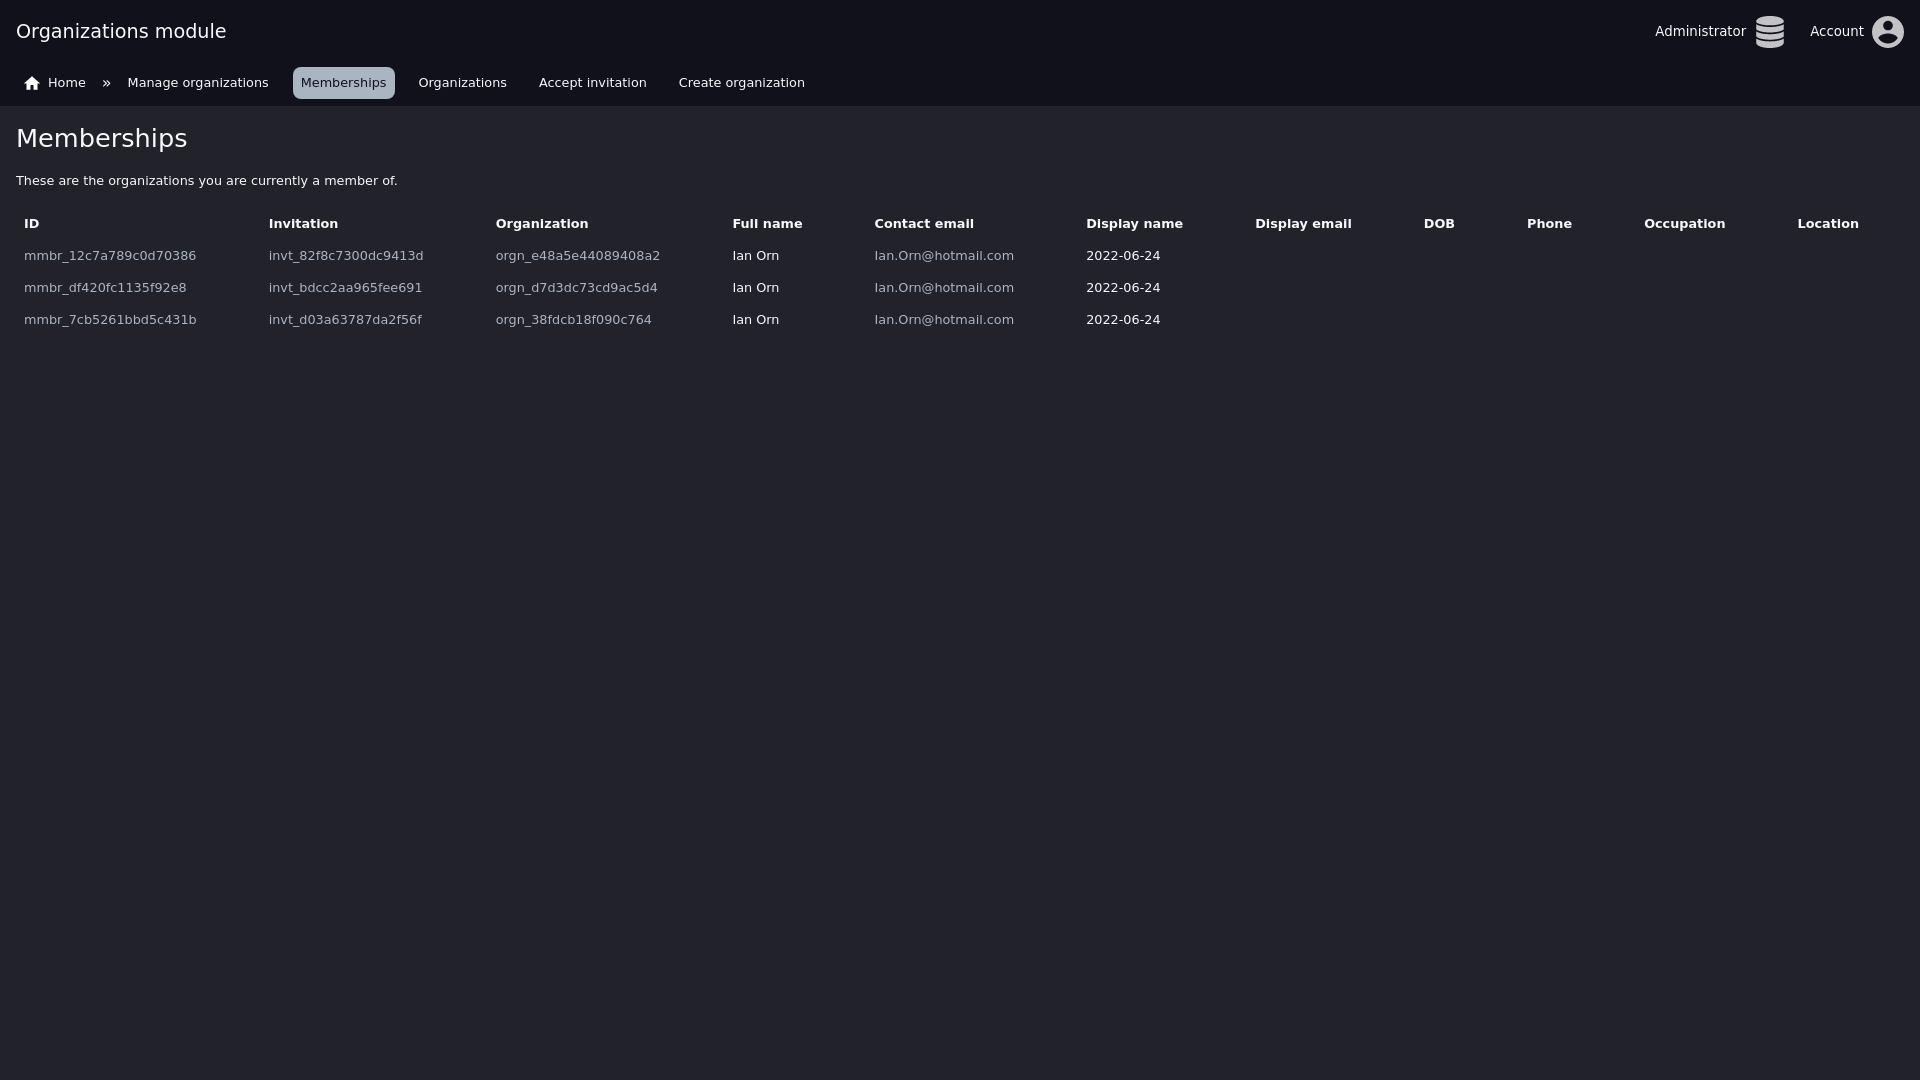 Organizations module
Administrator
Account
Home » Manage organizations Memberships Organizations Accept invitation Create organization
Memberships
These are the organizations you are currently a member of.
ID Invitation Organization Full name Contact email Display name Display email DOB Phone Occupation Location
mmbr_12c7a789c0d70386 invt_82f8c7300dc9413d orgn_e48a5e44089408a2 Ian Orn Ian.Orn@hotmail.com 2022-06-24
mmbr_df420fc1135f92e8 invt_bdcc2aa965fee691 orgn_d7d3dc73cd9ac5d4 Ian Orn Ian.Orn@hotmail.com 2022-06-24
mmbr_7cb5261bbd5c431b invt_d03a63787da2f56f orgn_38fdcb18f090c764 Ian Orn Ian.Orn@hotmail.com 2022-06-24